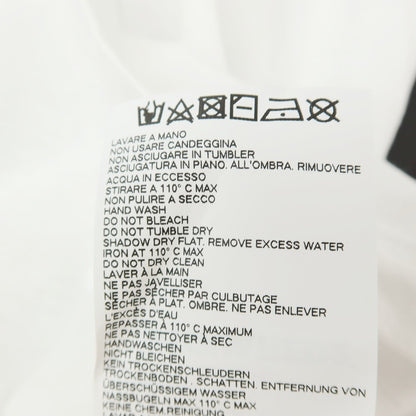 LAVARE A MANO
NON USARE CANDEGGINA
NON ASCIUGARE IN TUMBLER
ASCIUGATURA IN PIANO. ALL'OMBRA. RIMUOVERE
ACQUA IN ECCESSO
STIRARE A 110° C MAX
NON PULIRE A SECCO
HAND WASH
DO NOT BLEACH
DO NOT TUMBLE DRY
SHADOW DRY FLAT. REMOVE EXCESS WATER
IRON AT 110° C MAX
DO NOT DRY CLEAN
LAVER À LA MAIN
NE PAS JAVELLISER
NE PAS SÉCHER PAR CULBUTAGE
SÉCHER À PLAT. OMBRE. NE PAS ENLEVER
L'EXCÈS D'EAU
REPASSER À 110°C MAXIMUM
NE PAS NETTOYER À SEC
HANDWASCHEN
NICHT BLEICHEN
KEIN TROCKENSCHLEUDERN
TROCKENBODEN . SCHATTEN. ENTFERNUNG VON
ÜBERSCHÜSSIGEM WASSER
NASSBÜGELN MAX 110° C
KEINE CHEM.REINIGUNG